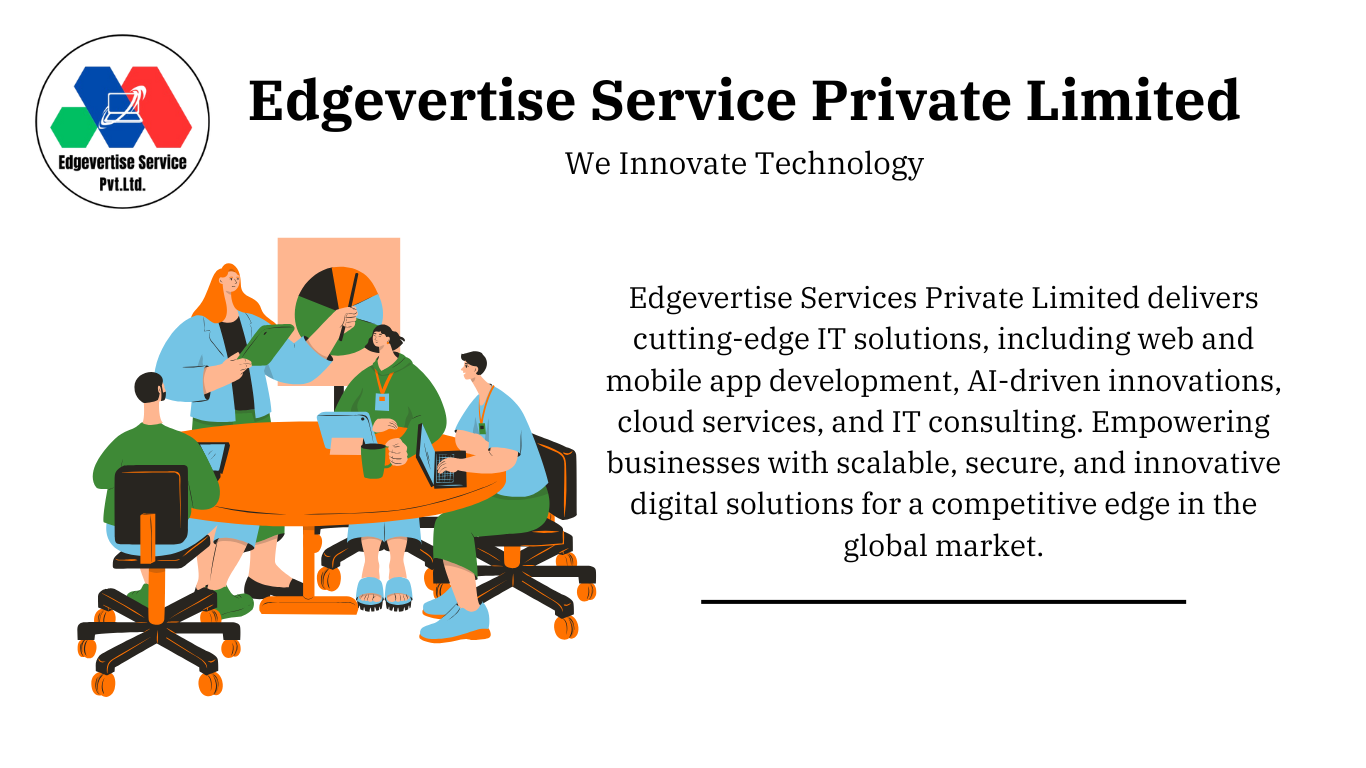 Edgevertise Service
Pvt.Ltd.
Edgevertise Service Private Limited
We Innovate Technology
Edgevertise Services Private Limited delivers
cutting-edge IT solutions, including web and
mobile app development, AI-driven innovations,
cloud services, and IT consulting. Empowering
businesses with scalable, secure, and innovative
digital solutions for a competitive edge in the
global market.